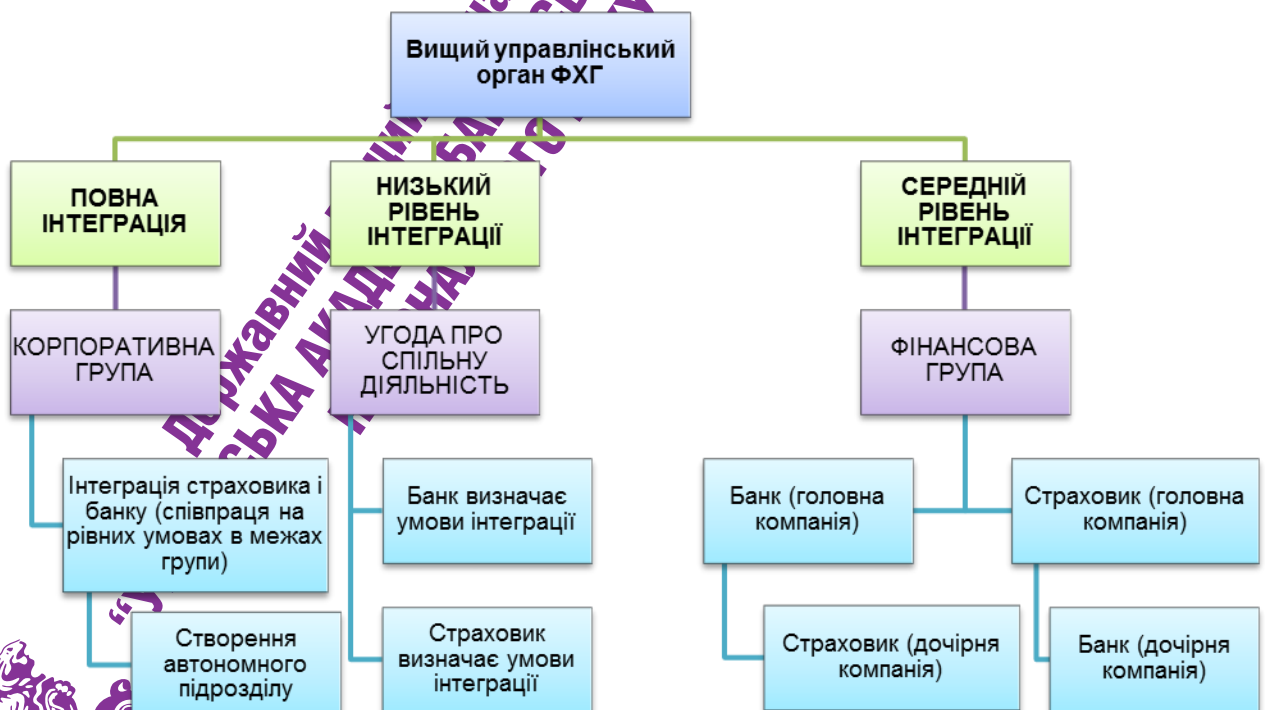 Вищий управлінський
орган ФХГ
ПОВНА
ІНТЕГРАЦІЯ
НИЗЬКИЙ
РІВЕНЬ
ІНТЕГРАЦІЇ
СЕРЕДНІЙ
РІВЕНЬ
ІНТЕГРАЦІЇ
КОРПОРАТИВНА
ГРУПА
УГОДА ПРО
СПІЛЬНУ
ДІЯЛЬНІСТЬ
ФІНАНСОВА
ГРУПА
Інтеграція страховика і
банку (співпраця на
рівних умовах в межах
групи)
Банк визначає
умови інтеграції
Банк (головна
компанія)
Страховик (головна
компанія)
Створення
автономного
підрозділу
Страховик
визначає умови
інтеграції
Страховик (дочірня
компанія)
Банк (дочірня
компанія)
Державний